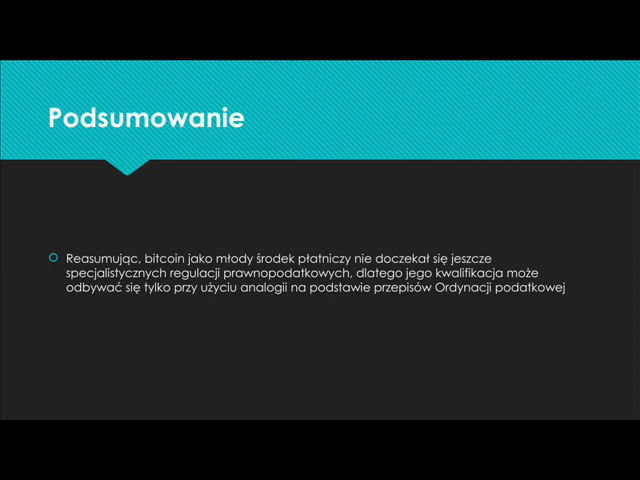 Podsumowanie
Reasumując, bitcoin jako młody środek płatniczy nie doczekał się jeszcze
specjalistycznych regulacji prawnopodatkowych, dlatego jego kwalifikacja może
odbywać się tylko przy użyciu analogii na podstawie przepisów Ordynacji podatkowej